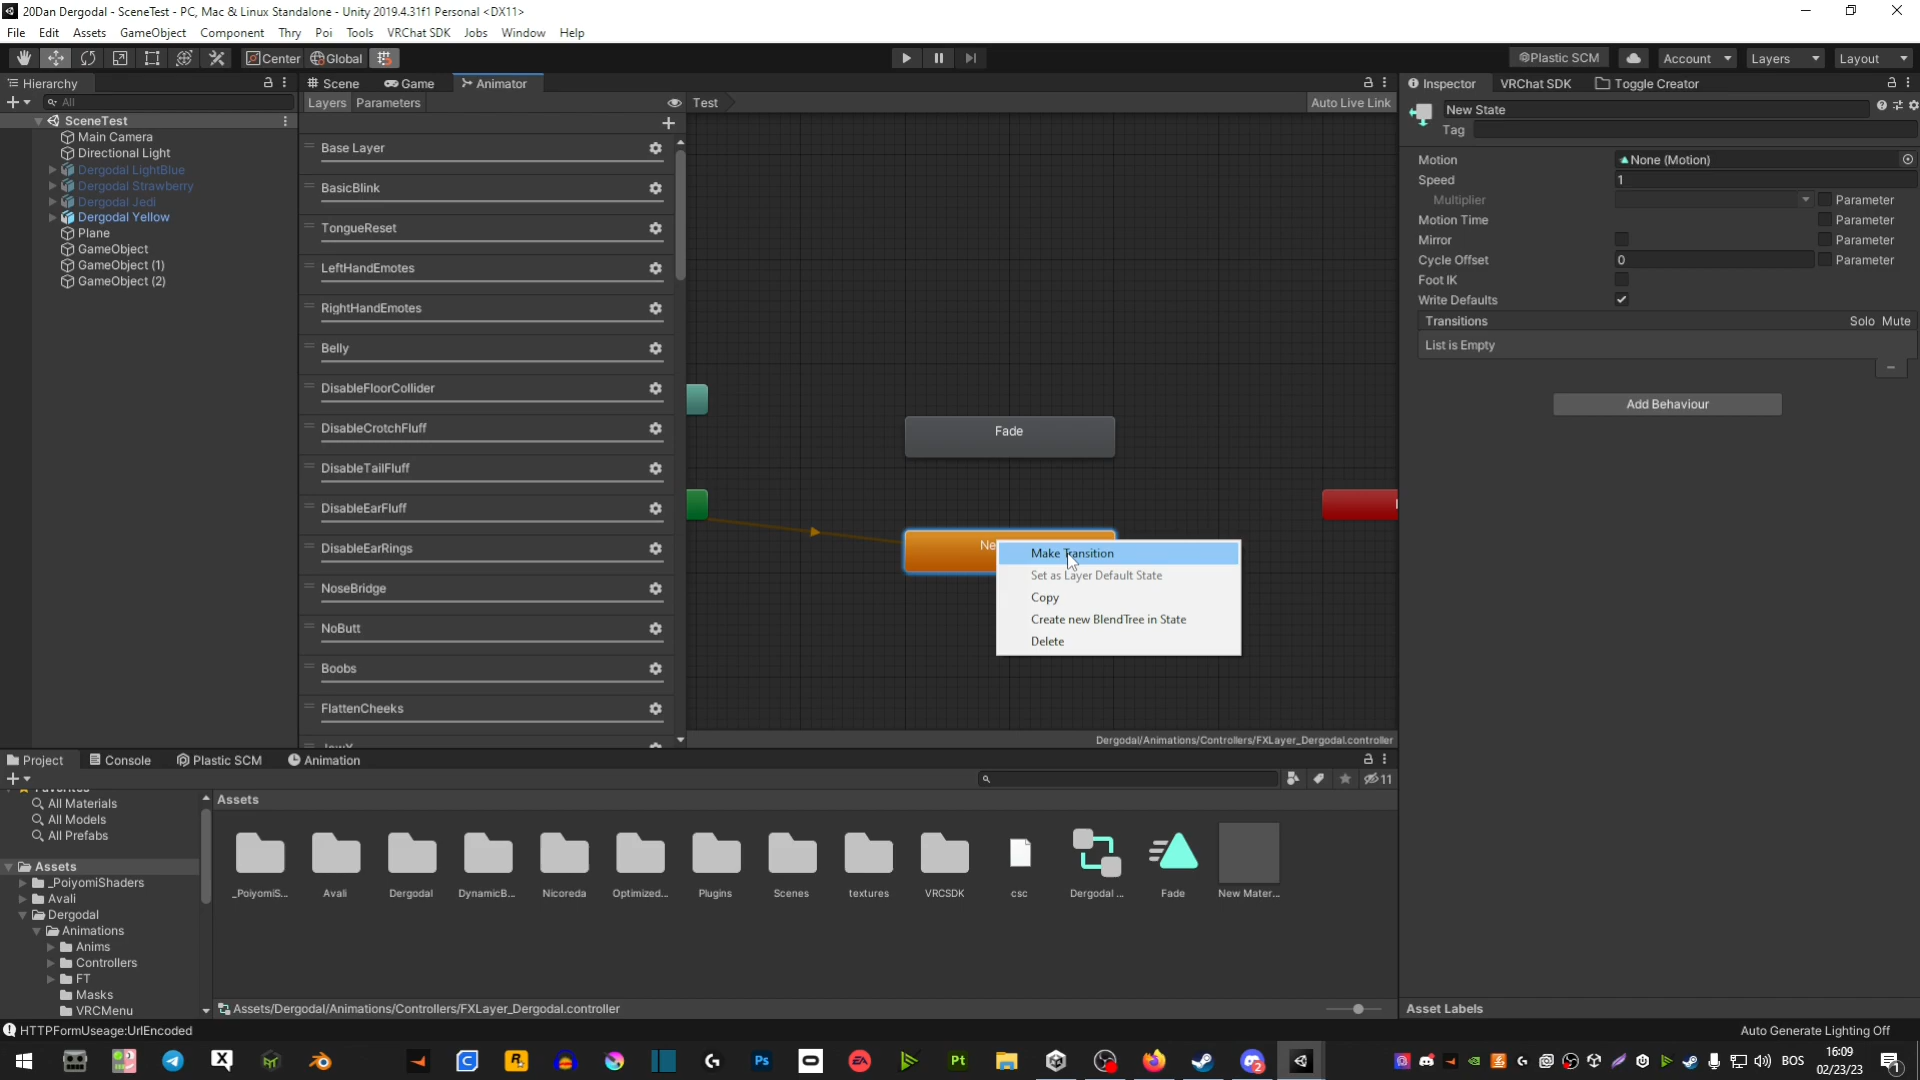 20Dan Dergodal - SceneTest - PC, Mac & Linux Standalone - Unity 2019.4.31f1 Personal <DX11>
File Edit Assets GameObject Component Thry Poi Tools VRChat SDK Jobs Window Help
Center Global Plastic SCM Account Layers Layout
Hierarchy
All
SceneTest
Main Camera
Directional Light
Dergodal LightBlue
Dergodal Strawberry
Dergodal Jedi
Dergodal Yellow
Plane
GameObject
GameObject (1)
GameObject (2)
Scene Game Animator
Layers Parameters
Test Auto Live Link
Base Layer
BasicBlink
TongueReset
LeftHandEmotes
RightHandEmotes
Belly
DisableFloorCollider
DisableCrotchFluff
DisableTailFluff
DisableEarFluff
DisableEarRings
NoseBridge
NoButt
Boobs
FlattenCheeks
Fade
Ne
Make Transition
Set as Layer Default State
Copy
Create new BlendTree in State
Delete
Dergodal/Animations/Controllers/FXLayer_Dergodal.controller
Inspector VRChat SDK Toggle Creator
New State
Tag
Motion None (Motion)
Speed 1
Multiplier Parameter
Motion Time Parameter
Mirror Parameter
Cycle Offset 0 Parameter
Foot IK
Write Defaults
Transitions Solo Mute
List is Empty
Add Behaviour
Asset Labels
Project Console Plastic SCM Animation
11
Favorites
All Materials
All Models
All Prefabs
Assets
_PoiyomiShaders
Avali
Dergodal
Animations
Anims
Controllers
FT
Masks
VRCMenu
Assets
_PoiyomiS... Avali Dergodal DynamicB... Nicoreda Optimized... Plugins Scenes textures VRCSDK csc Dergodal ... Fade New Mater...
Assets/Dergodal/Animations/Controllers/FXLayer_Dergodal.controller
HTTPFormUseage:UrlEncoded
Auto Generate Lighting Off
BOS
16:09
02/23/23